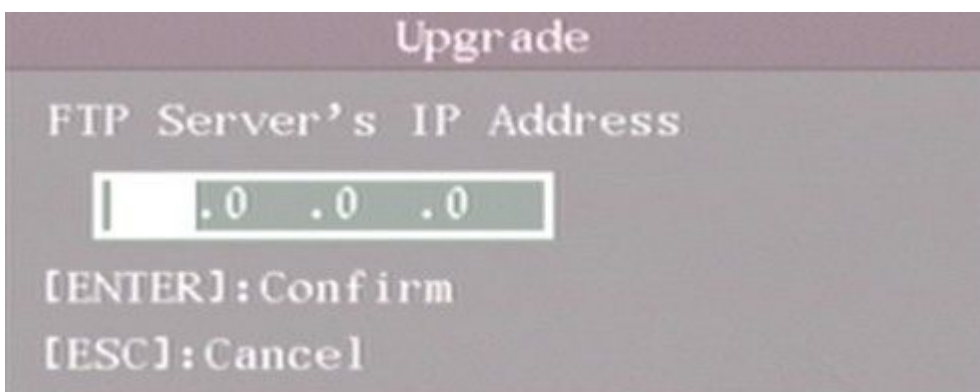 Upgrade
FTP Server's IP Address
.0 .0 .0
[ENTER]:Confirm
[ESC]:Cancel